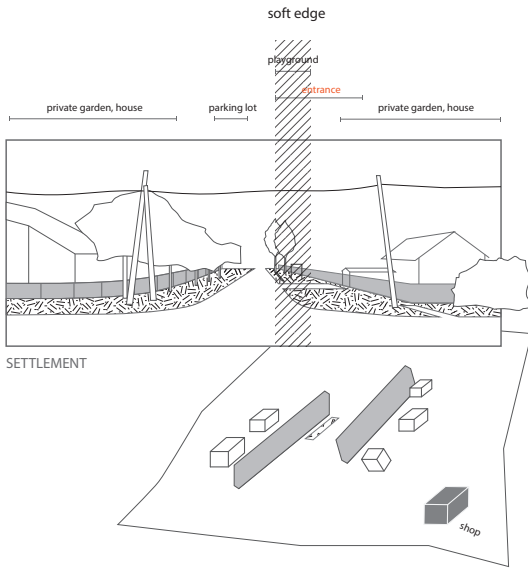 soft edge
playground
entrance
private garden, house
parking lot
private garden, house
SETTLEMENT
shop